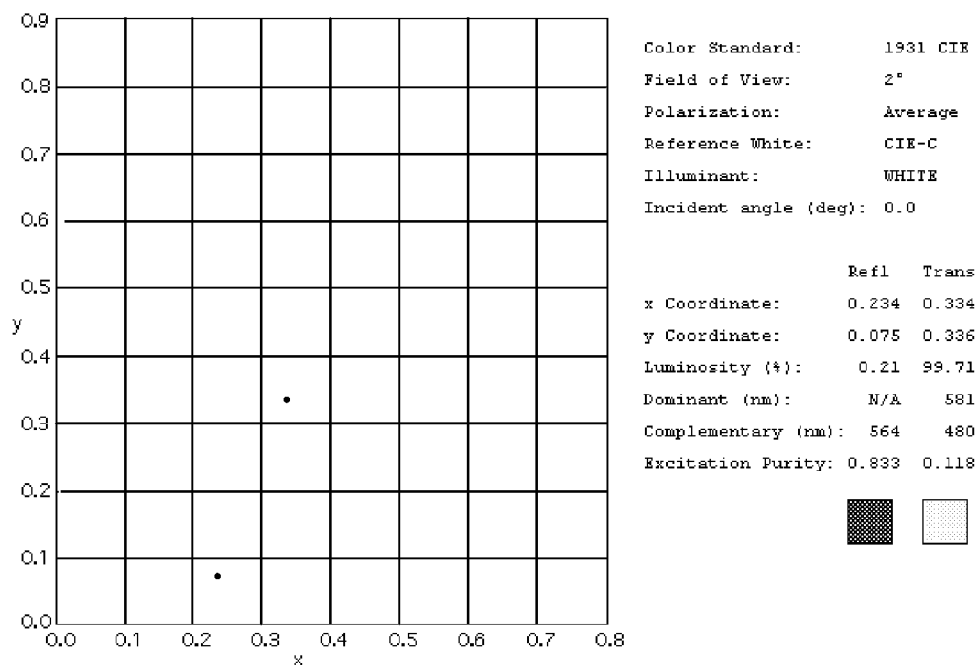 0.9
0.8
0.7
0.6
0.5
y
0.4
0.3
0.2
0.1
0.0
0.0 0.1 0.2 0.3 0.4 0.5 0.6 0.7 0.8
x
Color Standard: 1931 CIE
Field of View: 2°
Polarization: Average
Reference White: CIE-C
Illuminant: WHITE
Incident angle (deg): 0.0
Refl Trans
x Coordinate: 0.234 0.334
y Coordinate: 0.075 0.336
Luminosity (%): 0.21 99.71
Dominant (nm): N/A 581
Complementary (nm): 564 480
Excitation Purity: 0.833 0.118